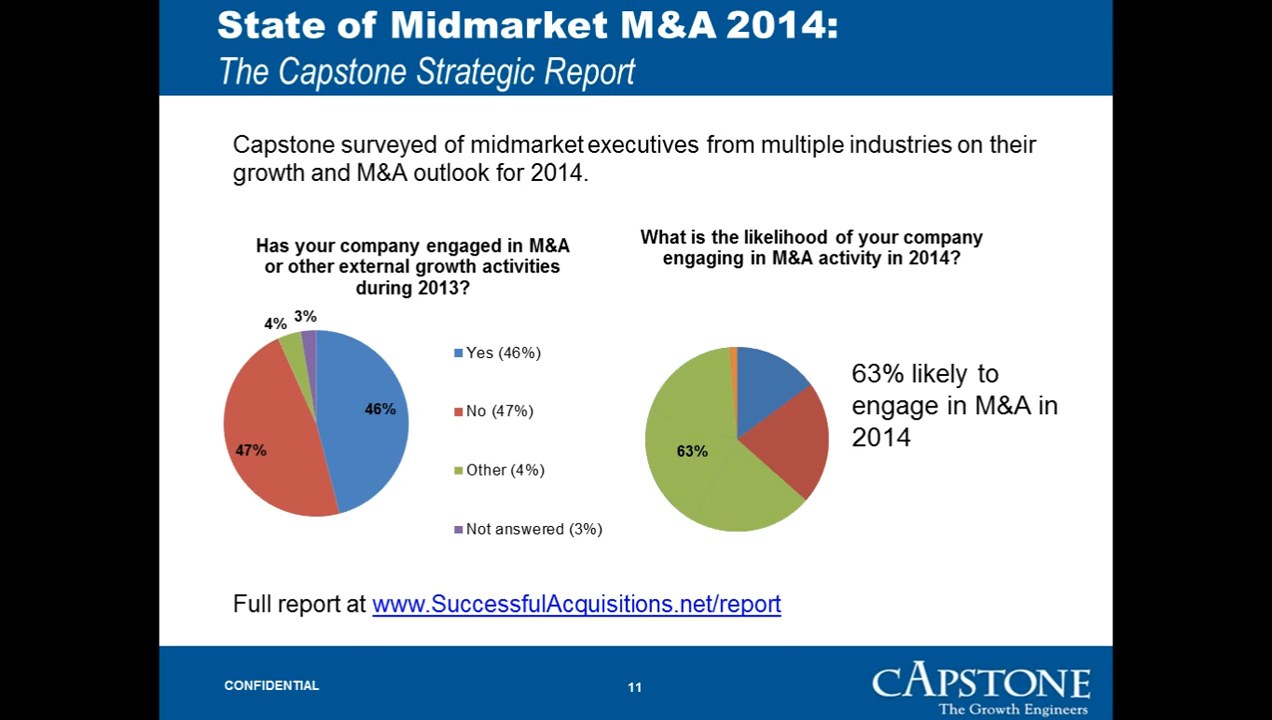 State of Midmarket M&A 2014:
The Capstone Strategic Report
Capstone surveyed of midmarket executives from multiple industries on their
growth and M&A outlook for 2014.
Has your company engaged in M&A
or other external growth activities
during 2013?
4%
3%
46%
47%
Yes (46%)
No (47%)
Other (4%)
Not answered (3%)
What is the likelihood of your company
engaging in M&A activity in 2014?
63%
63% likely to
engage in M&A in
2014
Full report at www.SuccessfulAcquisitions.net/report
CONFIDENTIAL
11
CAPSTONE
The Growth Engineers